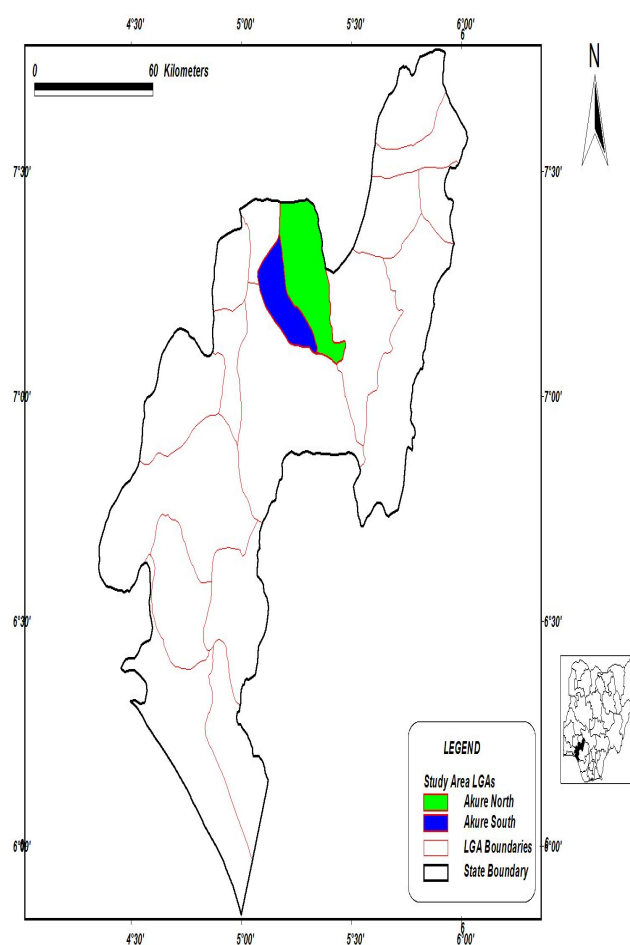 4°30' 5°00' 5°30' 6°00'
6
0 60 Kilometers
N
7°30' 7°30'
7°00' 7°00'
6°30' 6°30'
LEGEND
Study Area LGAs
Akure North
Akure South
LGA Boundaries
State Boundary
6°00' 6°00'
4°30' 5°00' 5°30' 6°00'
6